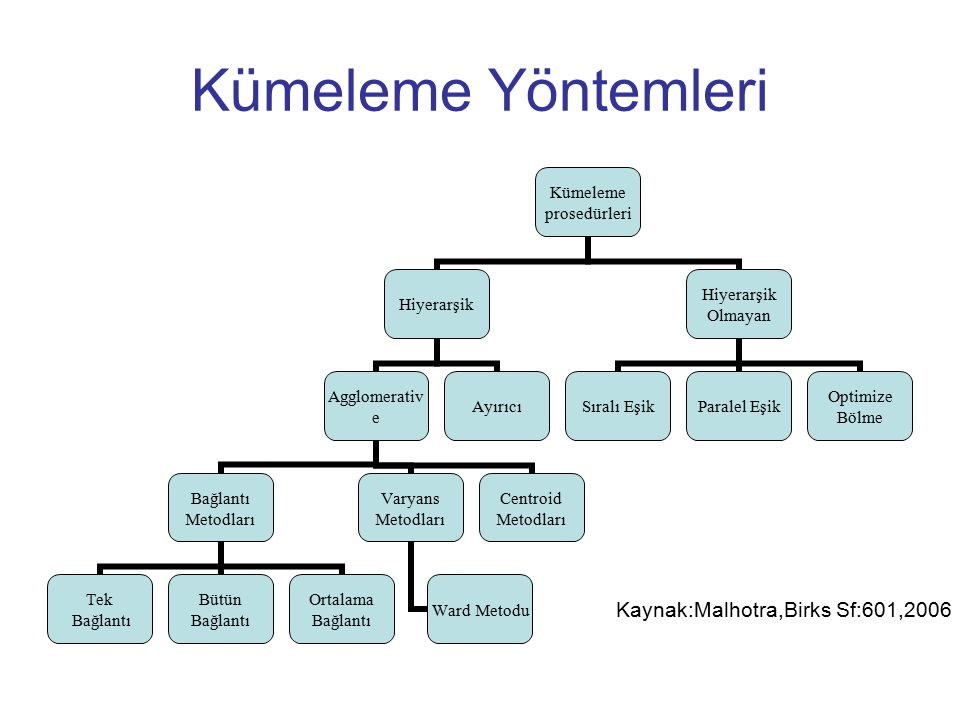 Kümeleme Yöntemleri
Kümeleme
prosedürleri
Hiyerarşik
Hiyerarşik
Olmayan
Agglomerativ
e
Ayırıcı
Sıralı Eşik
Paralel Eşik
Optimize
Bölme
Bağlantı
Metodları
Varyans
Metodları
Centroid
Metodları
Tek
Bağlantı
Bütün
Bağlantı
Ortalama
Bağlantı
Ward Metodu
Kaynak:Malhotra,Birks Sf:601,2006